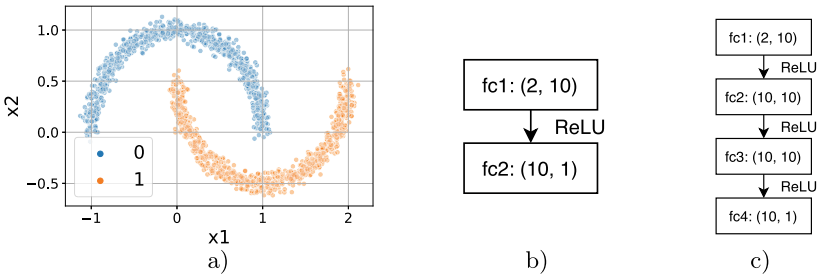 x2
1.0
0.5
0.0
−0.5
0
1
−1
0
1
2
x1
a)
fc1: (2, 10)
ReLU
fc2: (10, 1)
b)
fc1: (2, 10)
ReLU
fc2: (10, 10)
ReLU
fc3: (10, 10)
ReLU
fc4: (10, 1)
c)